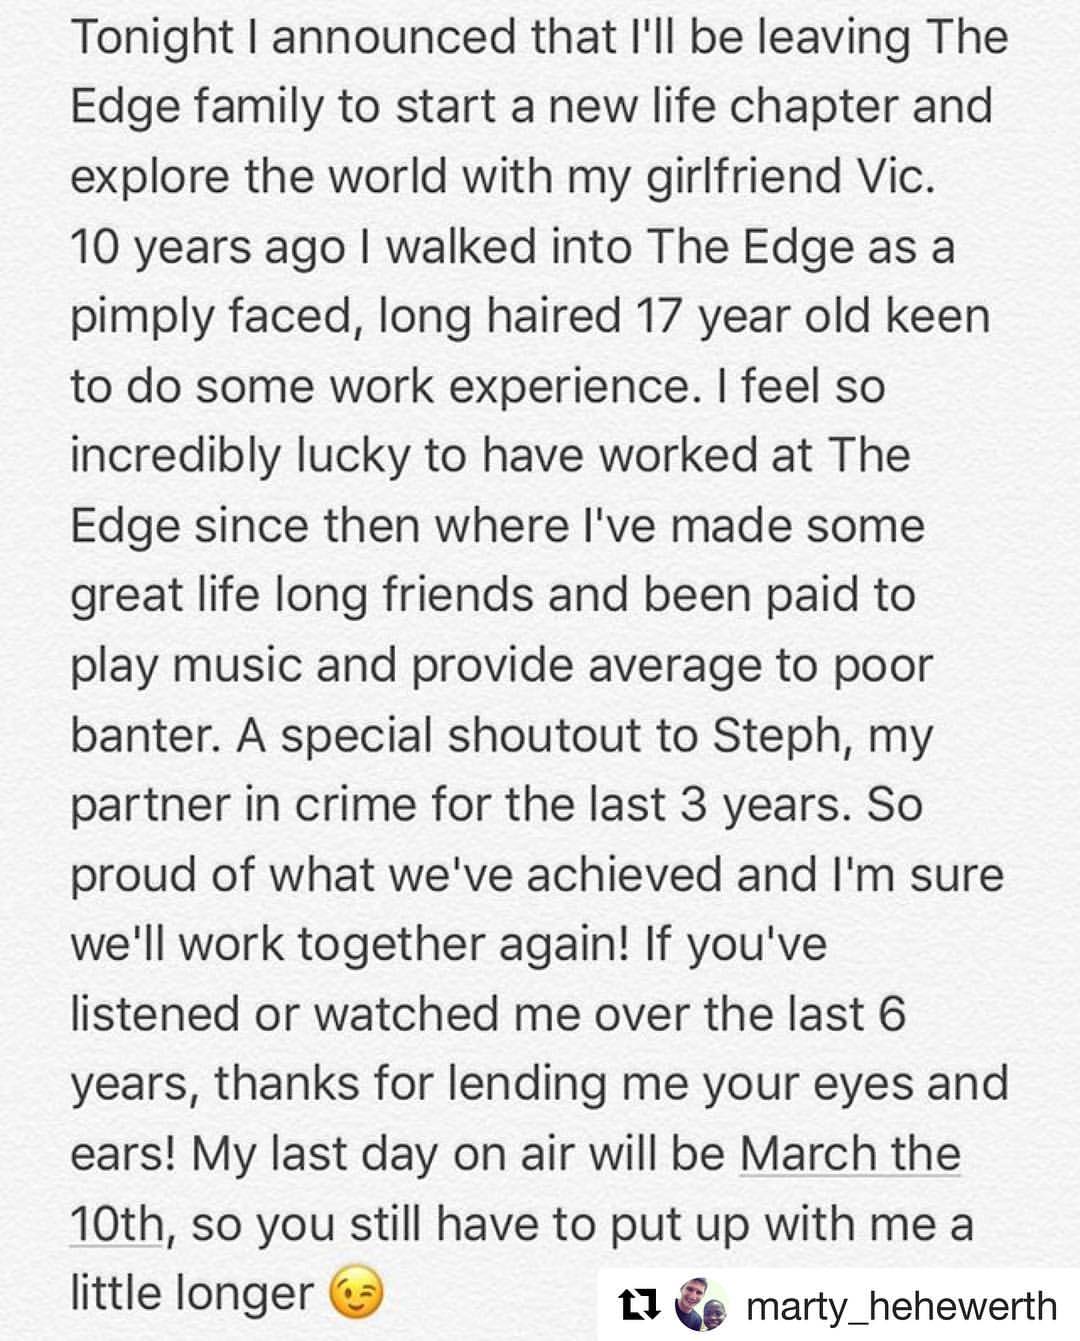 Tonight I announced that I'll be leaving The
Edge family to start a new life chapter and
explore the world with my girlfriend Vic.
10 years ago I walked into The Edge as a
pimply faced, long haired 17 year old keen
to do some work experience. I feel so
incredibly lucky to have worked at The
Edge since then where I've made some
great life long friends and been paid to
play music and provide average to poor
banter. A special shoutout to Steph, my
partner in crime for the last 3 years. So
proud of what we've achieved and I'm sure
we'll work together again! If you've
listened or watched me over the last 6
years, thanks for lending me your eyes and
ears! My last day on air will be March the
10th, so you still have to put up with me a
little longer 😉
marty_hehewerth